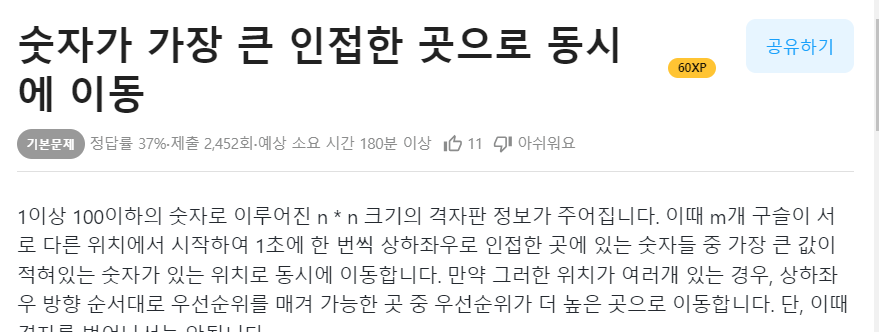 숫자가 가장 큰 인접한 곳으로 동시
에 이동
60XP
공유하기
기본문제 정답률 37%·제출 2,452회·예상 소요 시간 180분 이상 11 아쉬워요
1이상 100이하의 숫자로 이루어진 n * n 크기의 격자판 정보가 주어집니다. 이때 m개 구슬이 서
로 다른 위치에서 시작하여 1초에 한 번씩 상하좌우로 인접한 곳에 있는 숫자들 중 가장 큰 값이
적혀있는 숫자가 있는 위치로 동시에 이동합니다. 만약 그러한 위치가 여러개 있는 경우, 상하좌
우 방향 순서대로 우선순위를 매겨 가능한 곳 중 우선순위가 더 높은 곳으로 이동합니다. 단, 이때